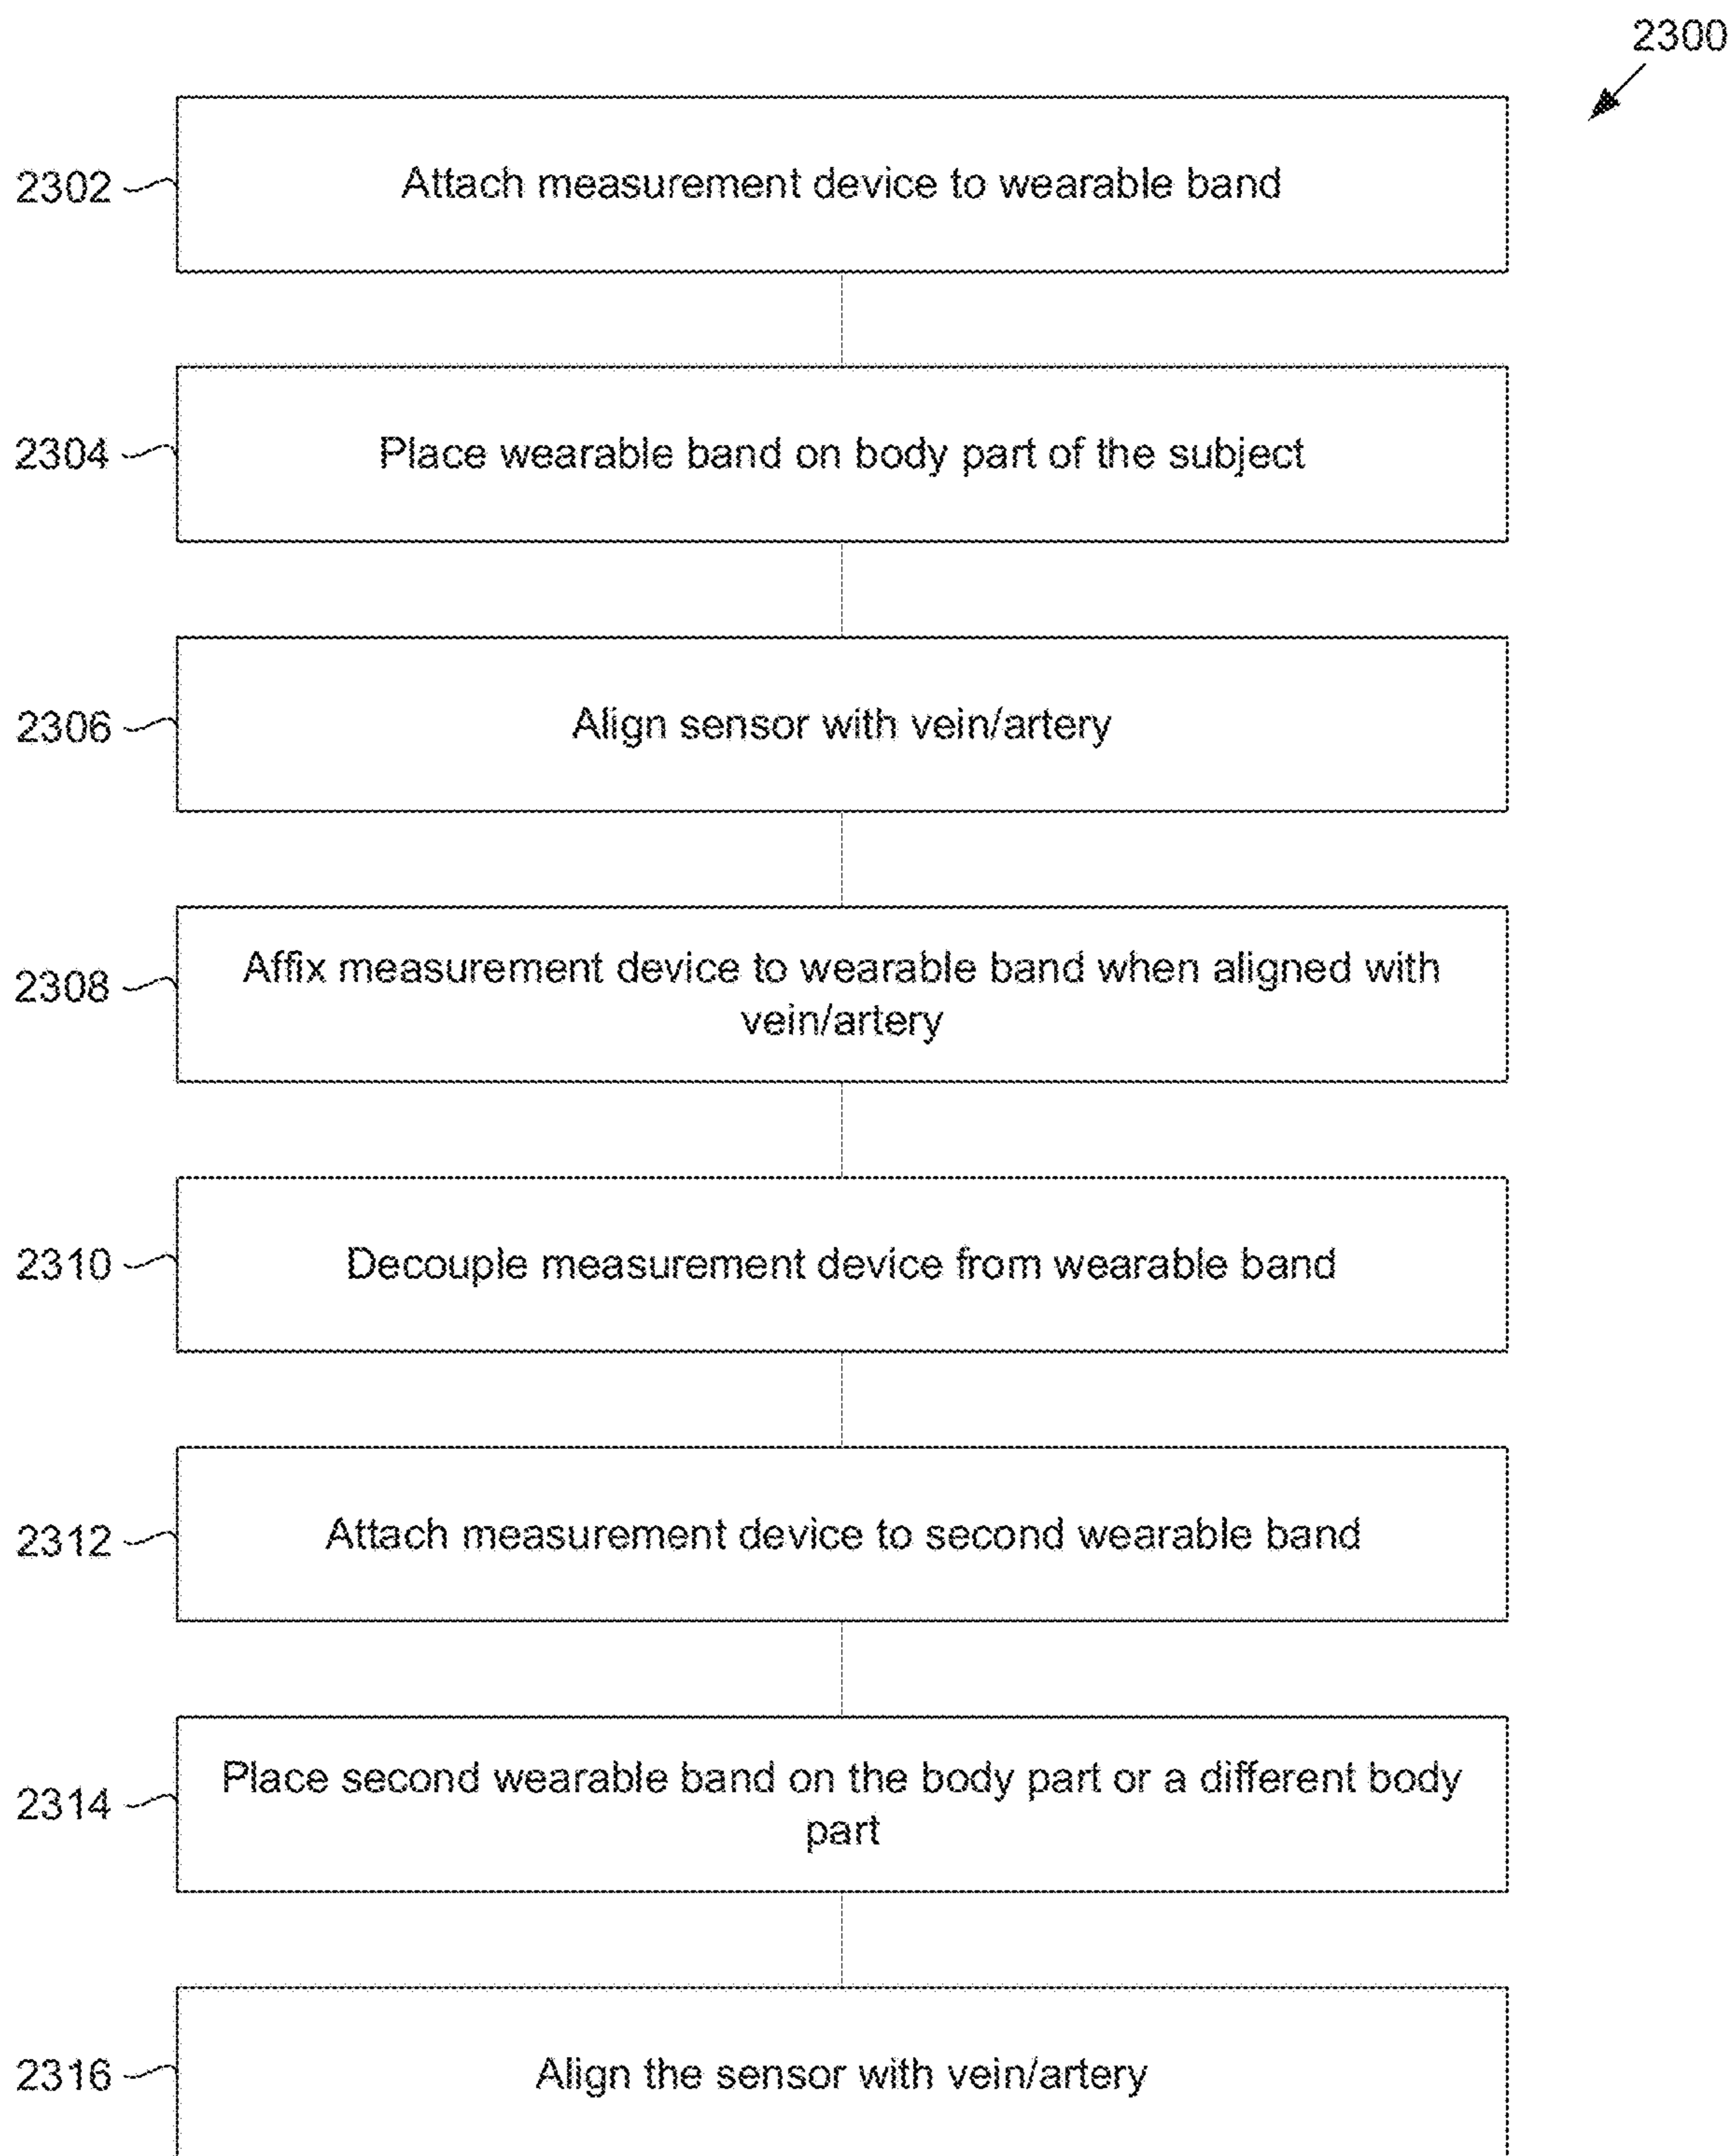 2300
2302
Attach measurement device to wearable band
2304
Place wearable band on body part of the subject
2306
Align sensor with vein/artery
2308
Affix measurement device to wearable band when aligned with
vein/artery
2310
Decouple measurement device from wearable band
2312
Attach measurement device to second wearable band
2314
Place second wearable band on the body part or a different body
part
2316
Align the sensor with vein/artery